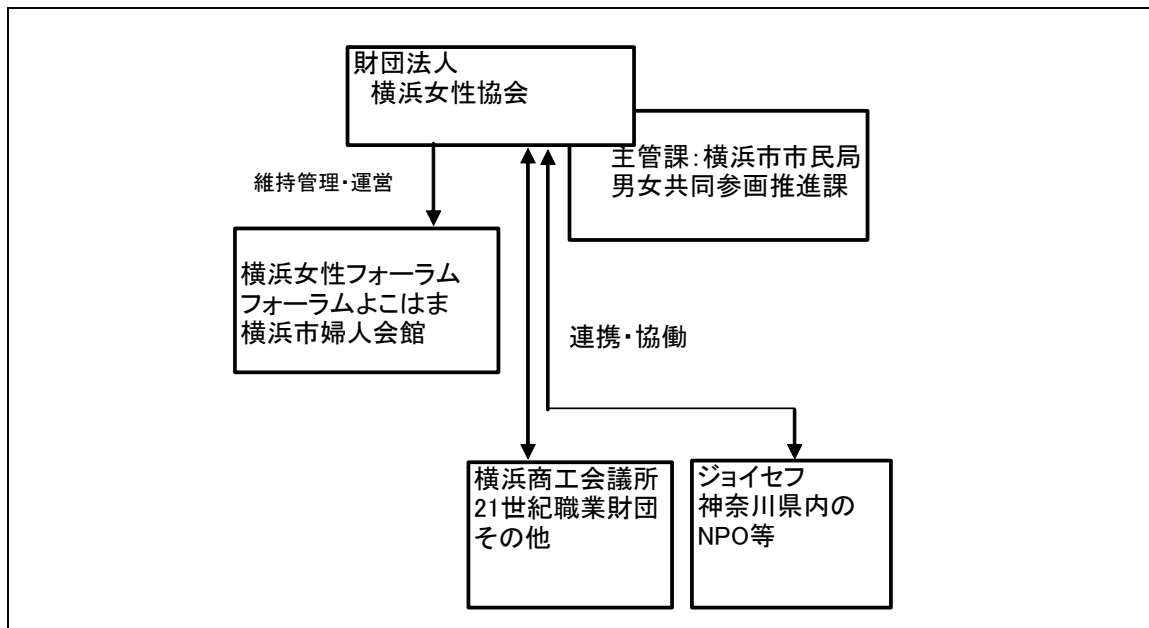 財団法人
横浜女性協会
主管課:横浜市市民局
男女共同参画推進課
維持管理・運営
横浜女性フォーラム
フォーラムよこはま
横浜市婦人会館
連携・協働
横浜商工会議所
21世紀職業財団
その他
ジョイセフ
神奈川県内の
NPO等